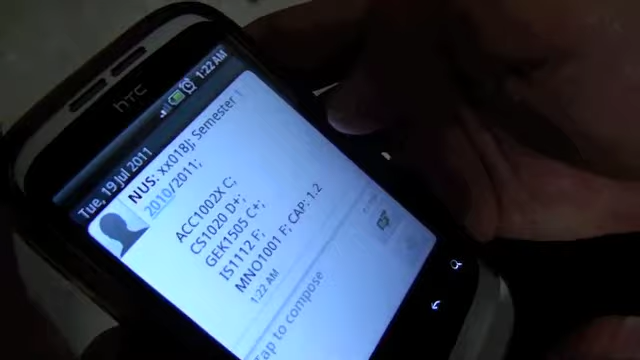 htc
1:22 AM
Tue, 19 Jul 2011
NUS: xx018J; Semester 1
2010/2011;
ACC1002X C;
CS1020 D+;
GEK1505 C+;
IS1112 F;
MNO1001 F; CAP: 1.2
1:22 AM
Tap to compose